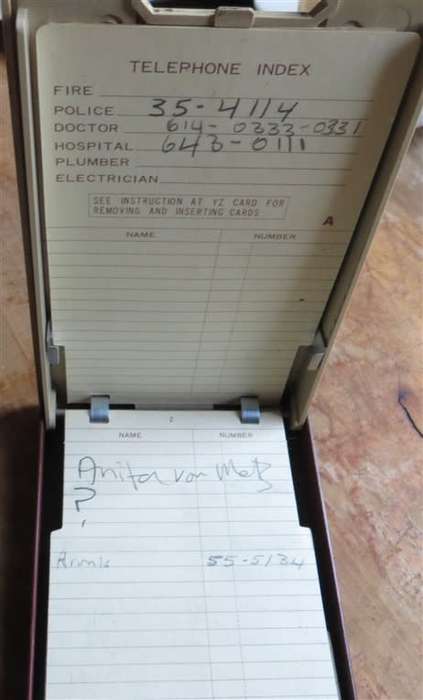 TELEPHONE INDEX
FIRE
POLICE 35-4114
DOCTOR 614-0333-0331
HOSPITAL 643-0111
PLUMBER
ELECTRICIAN
SEE INSTRUCTION AT YZ CARD FOR
REMOVING AND INSERTING CARDS
A
NAME NUMBER
2
NAME NUMBER
Anita von Metz
?
55-5134